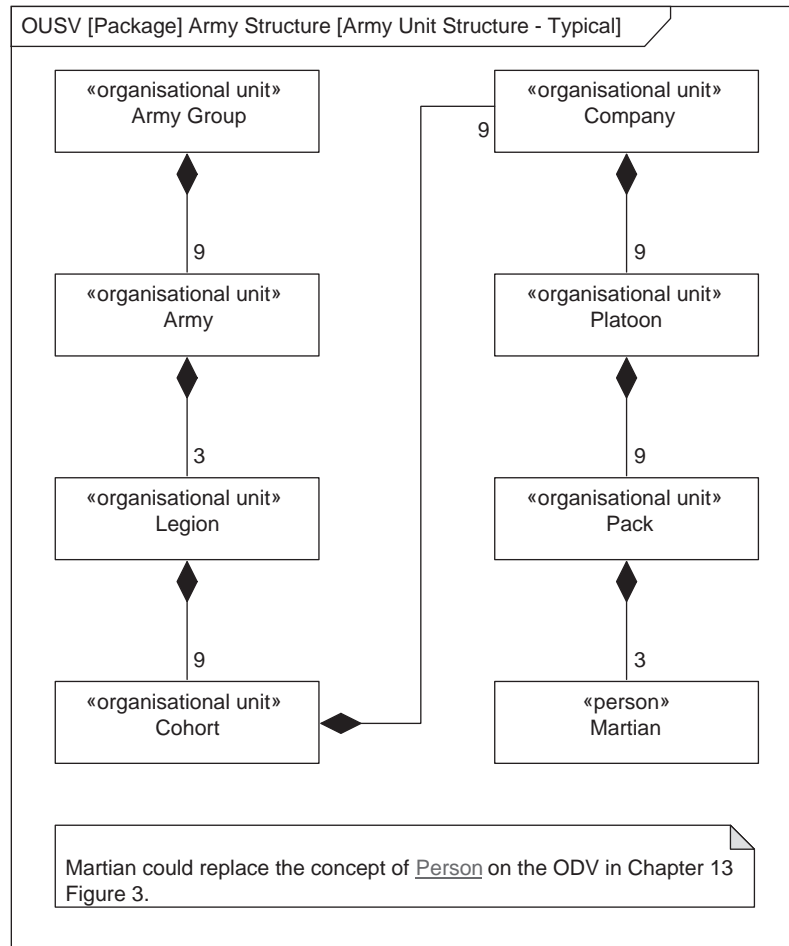 OUSV [Package] Army Structure [Army Unit Structure - Typical]
«organisational unit»
Army Group
9
«organisational unit»
Army
3
«organisational unit»
Legion
9
«organisational unit»
Cohort
9
«organisational unit»
Company
9
«organisational unit»
Platoon
9
«organisational unit»
Pack
3
«person»
Martian
Martian could replace the concept of Person on the ODV in Chapter 13
Figure 3.